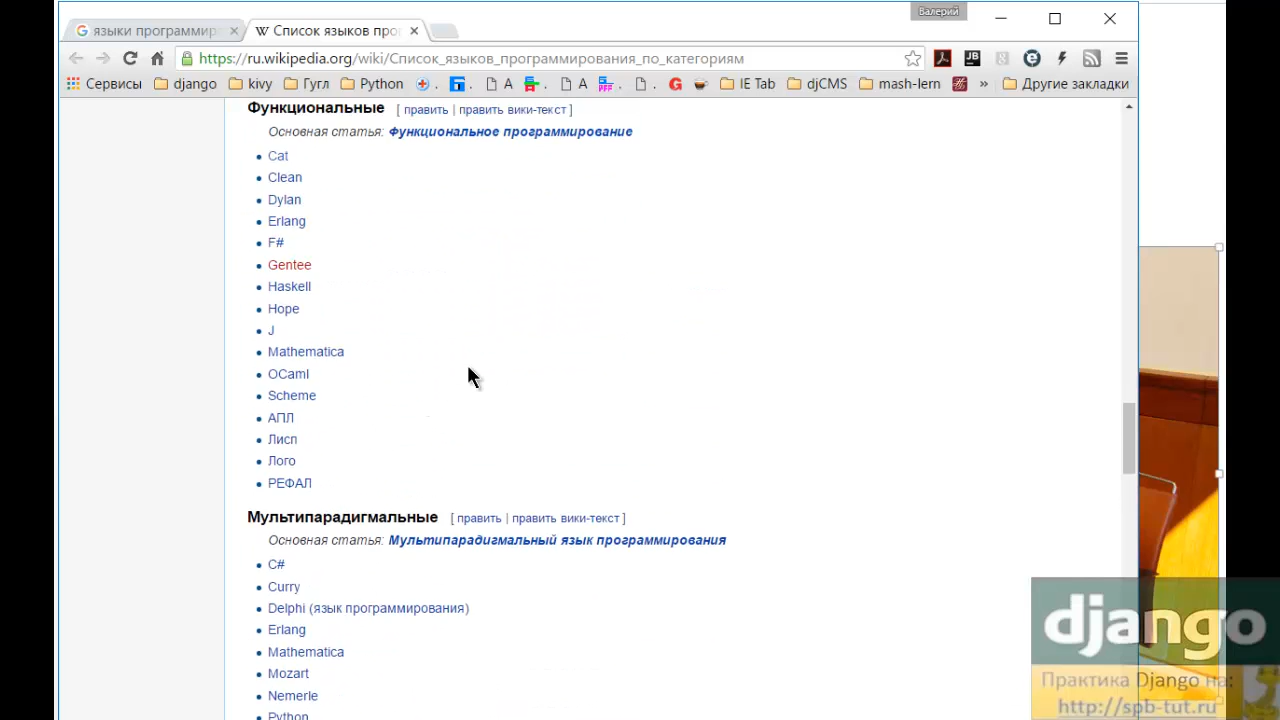 Валерий
языки программир
Список языков про
https://ru.wikipedia.org/wiki/Список_языков_программирования_по_категориям
Сервисы django kivy Гугл Python . . A . A . . IE Tab djCMS mash-lern » Другие закладки
Функциональные [ править | править вики-текст ]
Основная статья: Функциональное программирование
Cat
Clean
Dylan
Erlang
F#
Gentee
Haskell
Hope
J
Mathematica
OCaml
Scheme
АПЛ
Лисп
Лого
РЕФАЛ
Мультипарадигмальные [ править | править вики-текст ]
Основная статья: Мультипарадигмальный язык программирования
C#
Curry
Delphi (язык программирования)
Erlang
Mathematica
Mozart
Nemerle
Python
django
Практика Django на:
http://spb-tut.ru